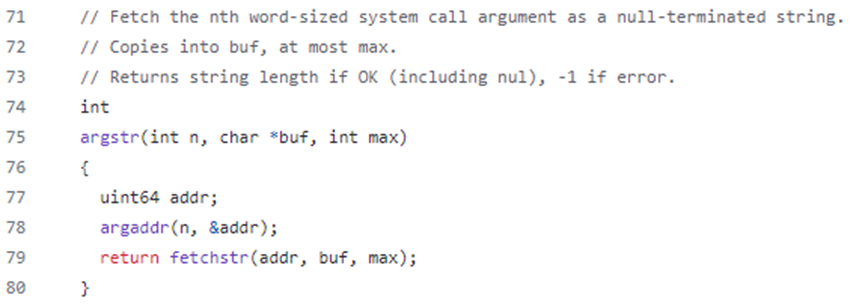 71 // Fetch the nth word-sized system call argument as a null-terminated string.
72 // Copies into buf, at most max.
73 // Returns string length if OK (including nul), -1 if error.
74 int
75 argstr(int n, char *buf, int max)
76 {
77   uint64 addr;
78   argaddr(n, &addr);
79   return fetchstr(addr, buf, max);
80 }